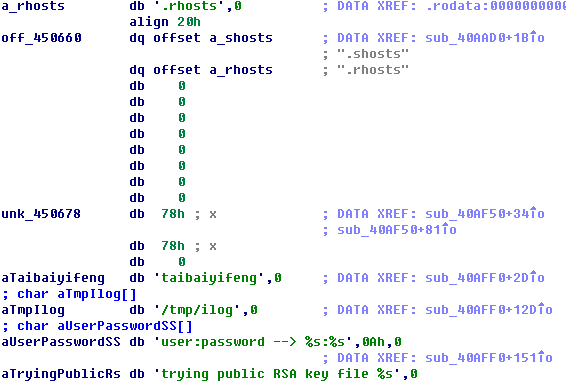 a_rhosts db '.rhosts',0 ; DATA XREF: .rodata:0000000000
align 20h
off_450660 dq offset a_shosts ; DATA XREF: sub_40AAD0+1B↑o
; ".shosts"
dq offset a_rhosts ; ".rhosts"
db 0
db 0
db 0
db 0
db 0
db 0
db 0
db 0
unk_450678 db 78h ; x ; DATA XREF: sub_40AF50+34↑o
; sub_40AF50+81↑o
db 78h ; x
db 0
aTaibaiyifeng db 'taibaiyifeng',0 ; DATA XREF: sub_40AFF0+2D↑o
; char aTmpIlog[]
aTmpIlog db '/tmp/ilog',0 ; DATA XREF: sub_40AFF0+12D↑o
; char aUserPasswordSS[]
aUserPasswordSS db 'user:password --> %s:%s',0Ah,0
; DATA XREF: sub_40AFF0+151↑o
aTryingPublicRs db 'trying public RSA key file %s',0